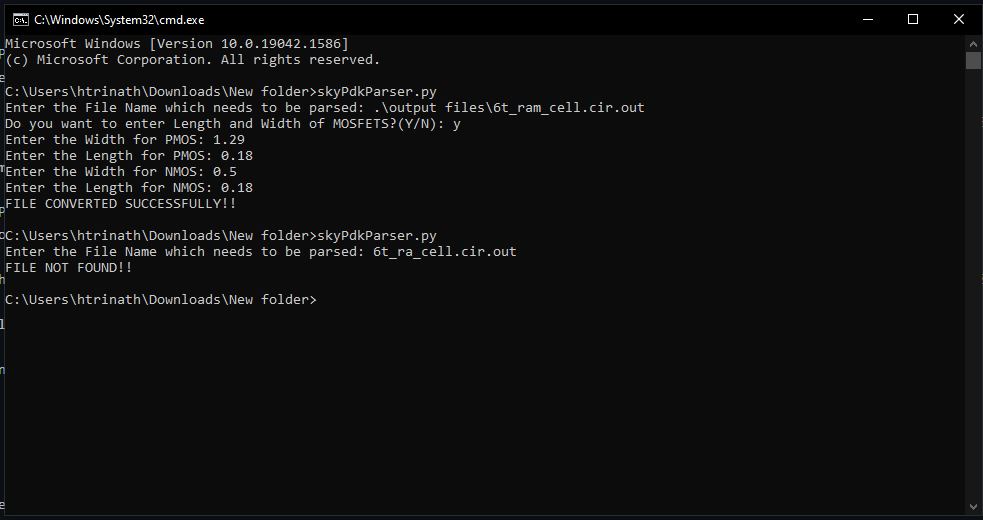 C:\Windows\System32\cmd.exe
Microsoft Windows [Version 10.0.19042.1586]
(c) Microsoft Corporation. All rights reserved.
C:\Users\htrinath\Downloads\New folder>skyPdkParser.py
Enter the File Name which needs to be parsed: .\output files\6t_ram_cell.cir.out
Do you want to enter Length and Width of MOSFETS?(Y/N): y
Enter the Width for PMOS: 1.29
Enter the Length for PMOS: 0.18
Enter the Width for NMOS: 0.5
Enter the Length for NMOS: 0.18
FILE CONVERTED SUCCESSFULLY!!
C:\Users\htrinath\Downloads\New folder>skyPdkParser.py
Enter the File Name which needs to be parsed: 6t_ra_cell.cir.out
FILE NOT FOUND!!
C:\Users\htrinath\Downloads\New folder>